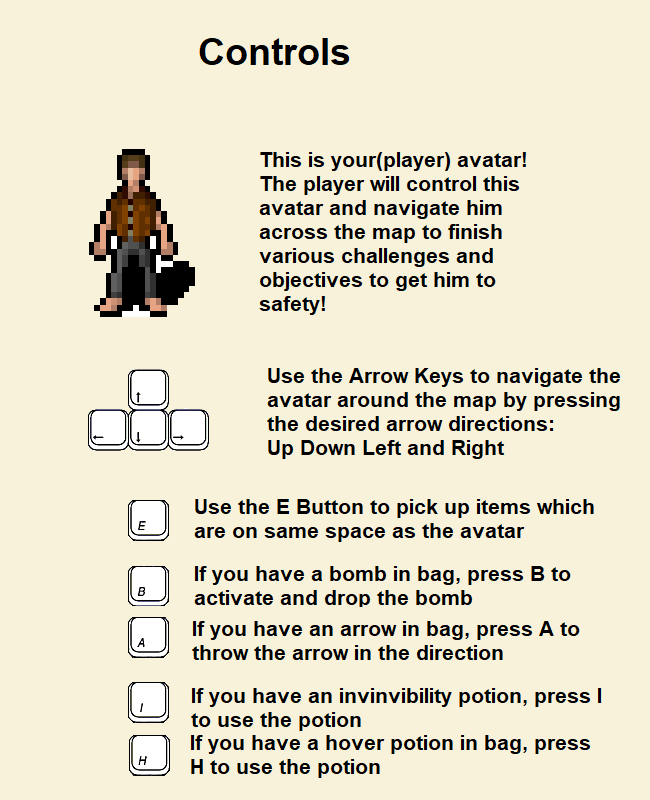 Controls
This is your(player) avatar!
The player will control this
avatar and navigate him
across the map to finish
various challenges and
objectives to get him to
safety!
↑
← ↓ →
Use the Arrow Keys to navigate the
avatar around the map by pressing
the desired arrow directions:
Up Down Left and Right
E
Use the E Button to pick up items which
are on same space as the avatar
B
If you have a bomb in bag, press B to
activate and drop the bomb
A
If you have an arrow in bag, press A to
throw the arrow in the direction
I
If you have an invinvibility potion, press I
to use the potion
H
If you have a hover potion in bag, press
H to use the potion